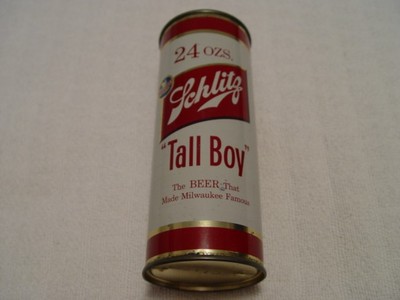 24 OZS.
Schlitz
"Tall Boy"
The BEER That
Made Milwaukee Famous